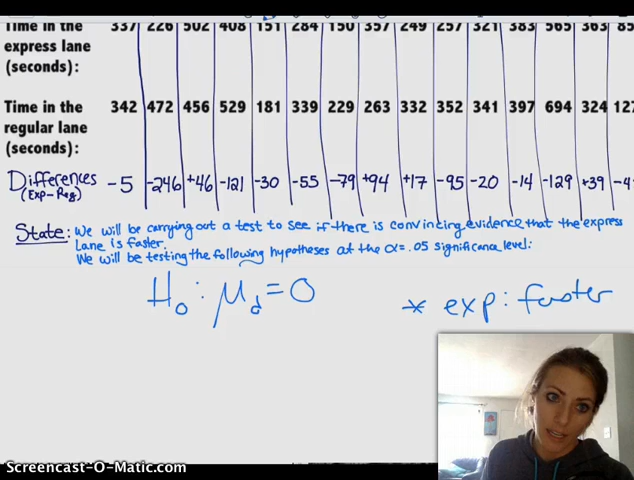 Time in the 337 226 502 408 151 284 150 357 249 257 321 383 565 363 85
express lane
(seconds):
Time in the 342 472 456 529 181 339 229 263 332 352 341 397 694 324 127
regular lane
(seconds):
Differences -5 -246 +46 -121 -30 -55 -79 +94 +17 -95 -20 -14 -129 +39 -4
(Exp-Reg)
State: We will be carrying out a test to see if there is convincing evidence that the express
Lane is faster.
We will be testing the following hypotheses at the α=.05 significance level:
H₀: μd=0
* exp: faster
Screencast-O-Matic.com